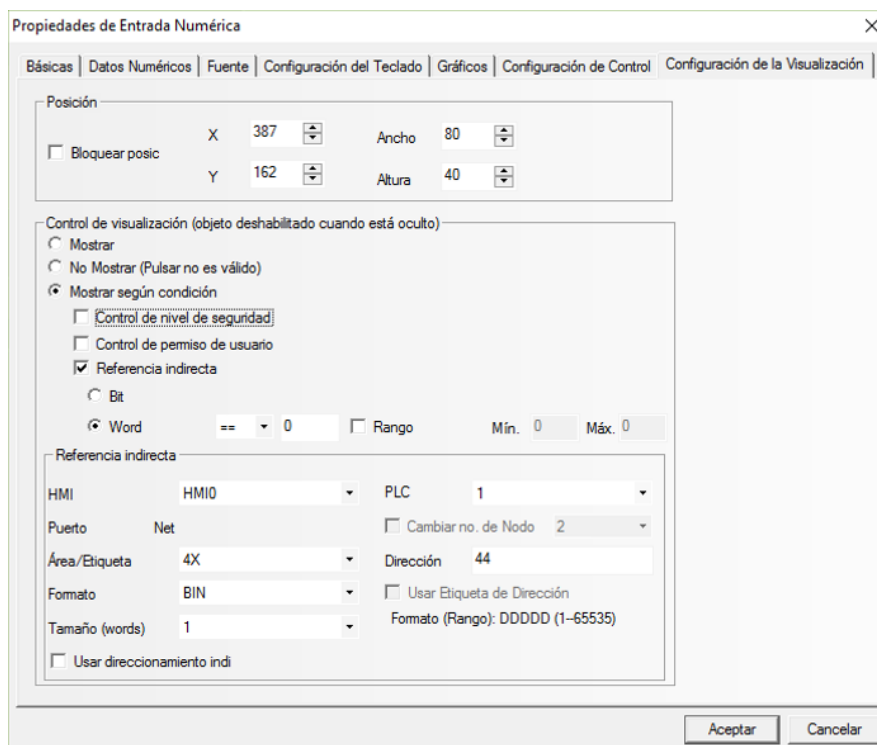 Propiedades de Entrada Numérica
Básicas | Datos Numéricos | Fuente | Configuración del Teclado | Gráficos | Configuración de Control | Configuración de la Visualización
Posición
Bloquear posic X 387 Ancho 80
Y 162 Altura 40
Control de visualización (objeto deshabilitado cuando está oculto)
Mostrar
No Mostrar (Pulsar no es válido)
Mostrar según condición
Control de nivel de seguridad
Control de permiso de usuario
Referencia indirecta
Bit
Word == 0 Rango Mín. 0 Máx. 0
Referencia indirecta
HMI HMI0 PLC 1
Puerto Net Cambiar no. de Nodo 2
Área/Etiqueta 4X Dirección 44
Formato BIN Usar Etiqueta de Dirección
Tamaño (words) 1 Formato (Rango): DDDDD (1--65535)
Usar direccionamiento indi
Aceptar Cancelar